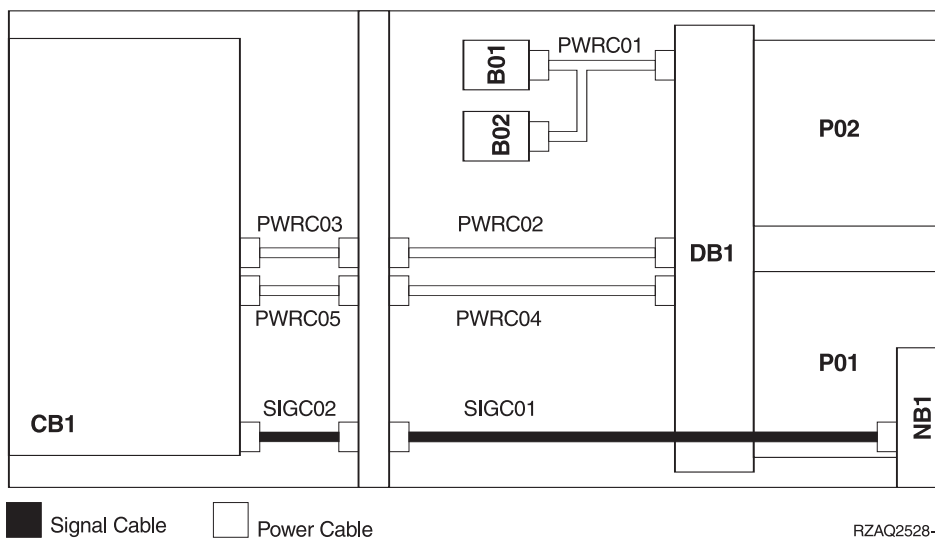 B01
PWRC01
B02
P02
PWRC03
PWRC02
DB1
PWRC05
PWRC04
P01
SIGC02
SIGC01
CB1
NB1
Signal Cable
Power Cable
RZAQ2528-